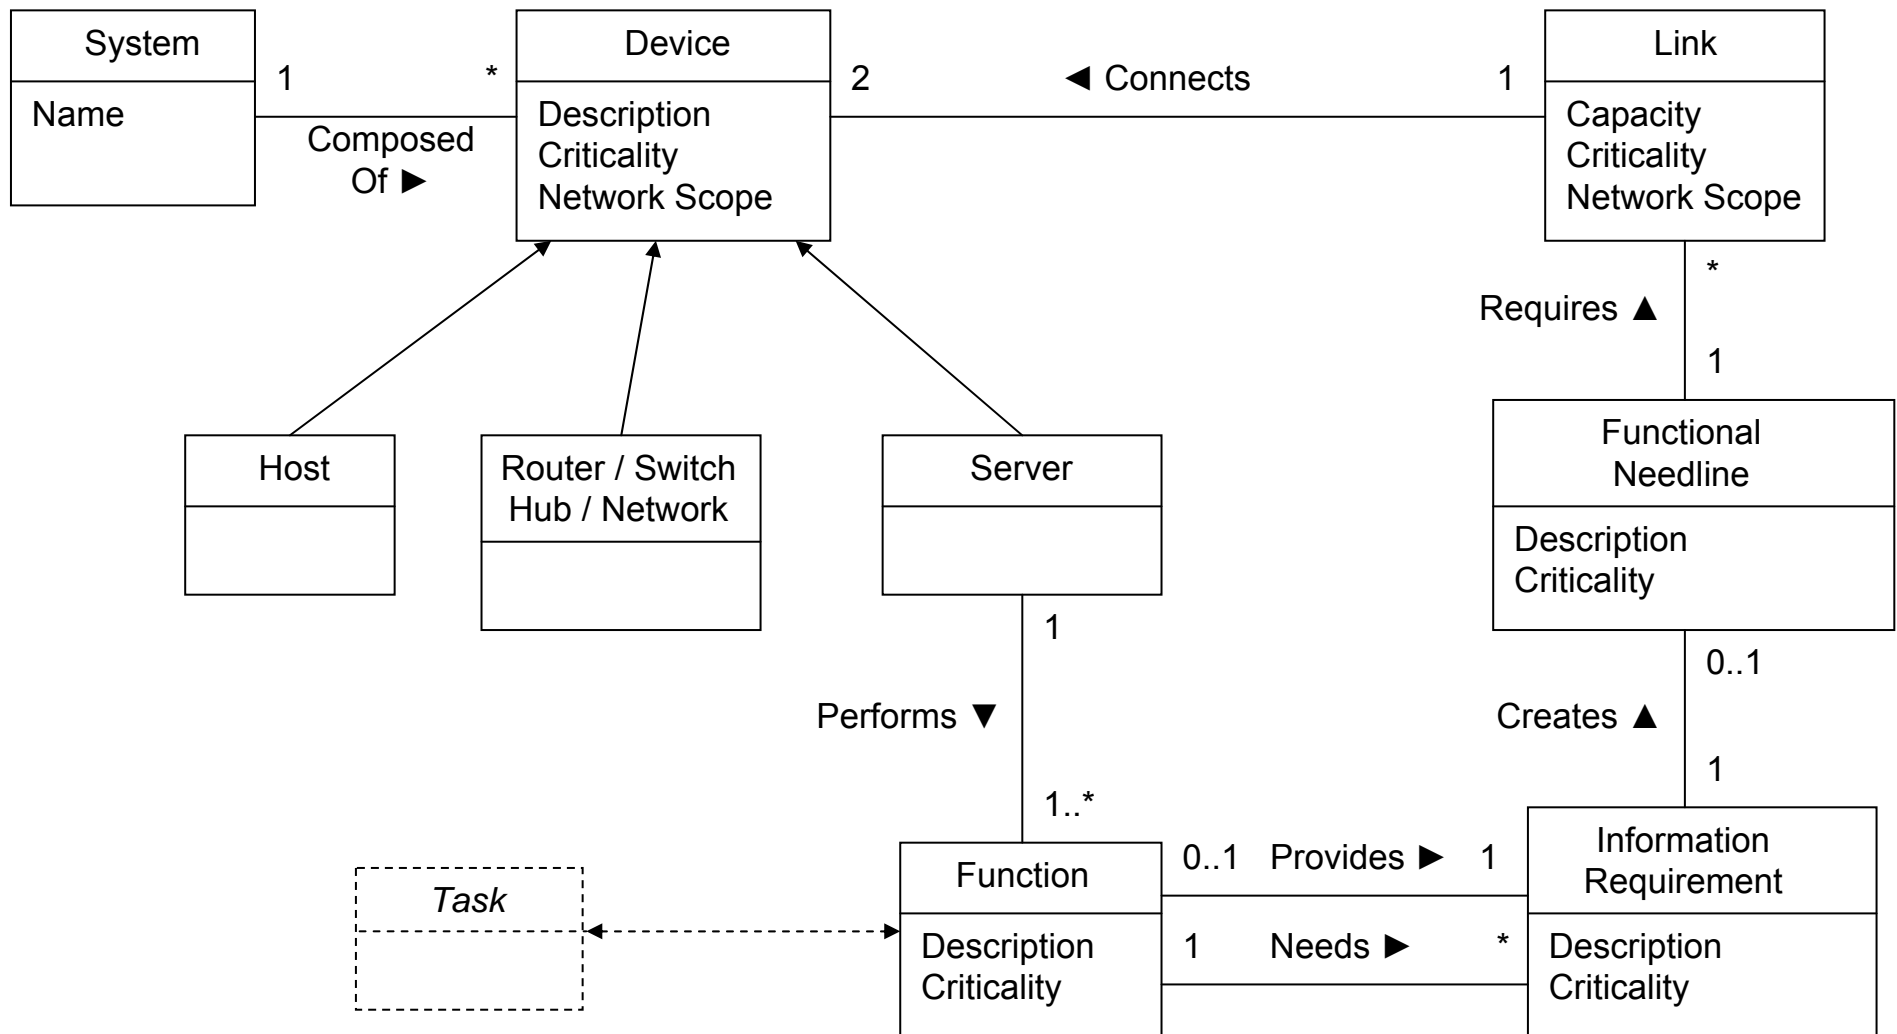 System
Name
1
*
Composed
Of ►
Device
Description
Criticality
Network Scope
2
◄ Connects
1
Link
Capacity
Criticality
Network Scope
*
Requires ▲
1
Host
Router / Switch
Hub / Network
Server
Functional
Needline
Description
Criticality
1
Performs ▼
1..*
0..1
Creates ▲
1
Task
Function
Description
Criticality
0..1 Provides ► 1
1 Needs ► *
Information
Requirement
Description
Criticality